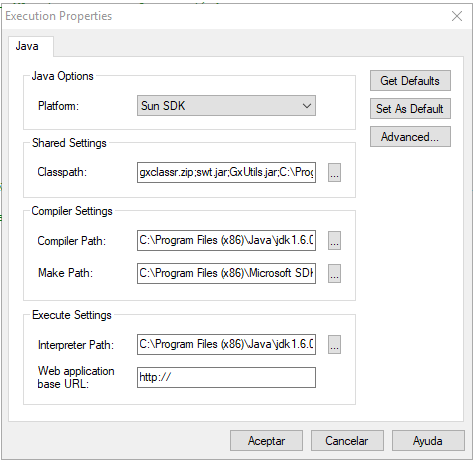 Execution Properties
Java
Java Options
Platform:
Sun SDK
Get Defaults
Set As Default
Advanced...
Shared Settings
Classpath:
gxclassr.zip;swt.jar;GxUtils.jar;C:\Prog
...
Compiler Settings
Compiler Path:
C:\Program Files (x86)\Java\jdk1.6.0
...
Make Path:
C:\Program Files (x86)\Microsoft SDK
...
Execute Settings
Interpreter Path:
C:\Program Files (x86)\Java\jdk1.6.0
...
Web application
base URL:
http://
Aceptar
Cancelar
Ayuda